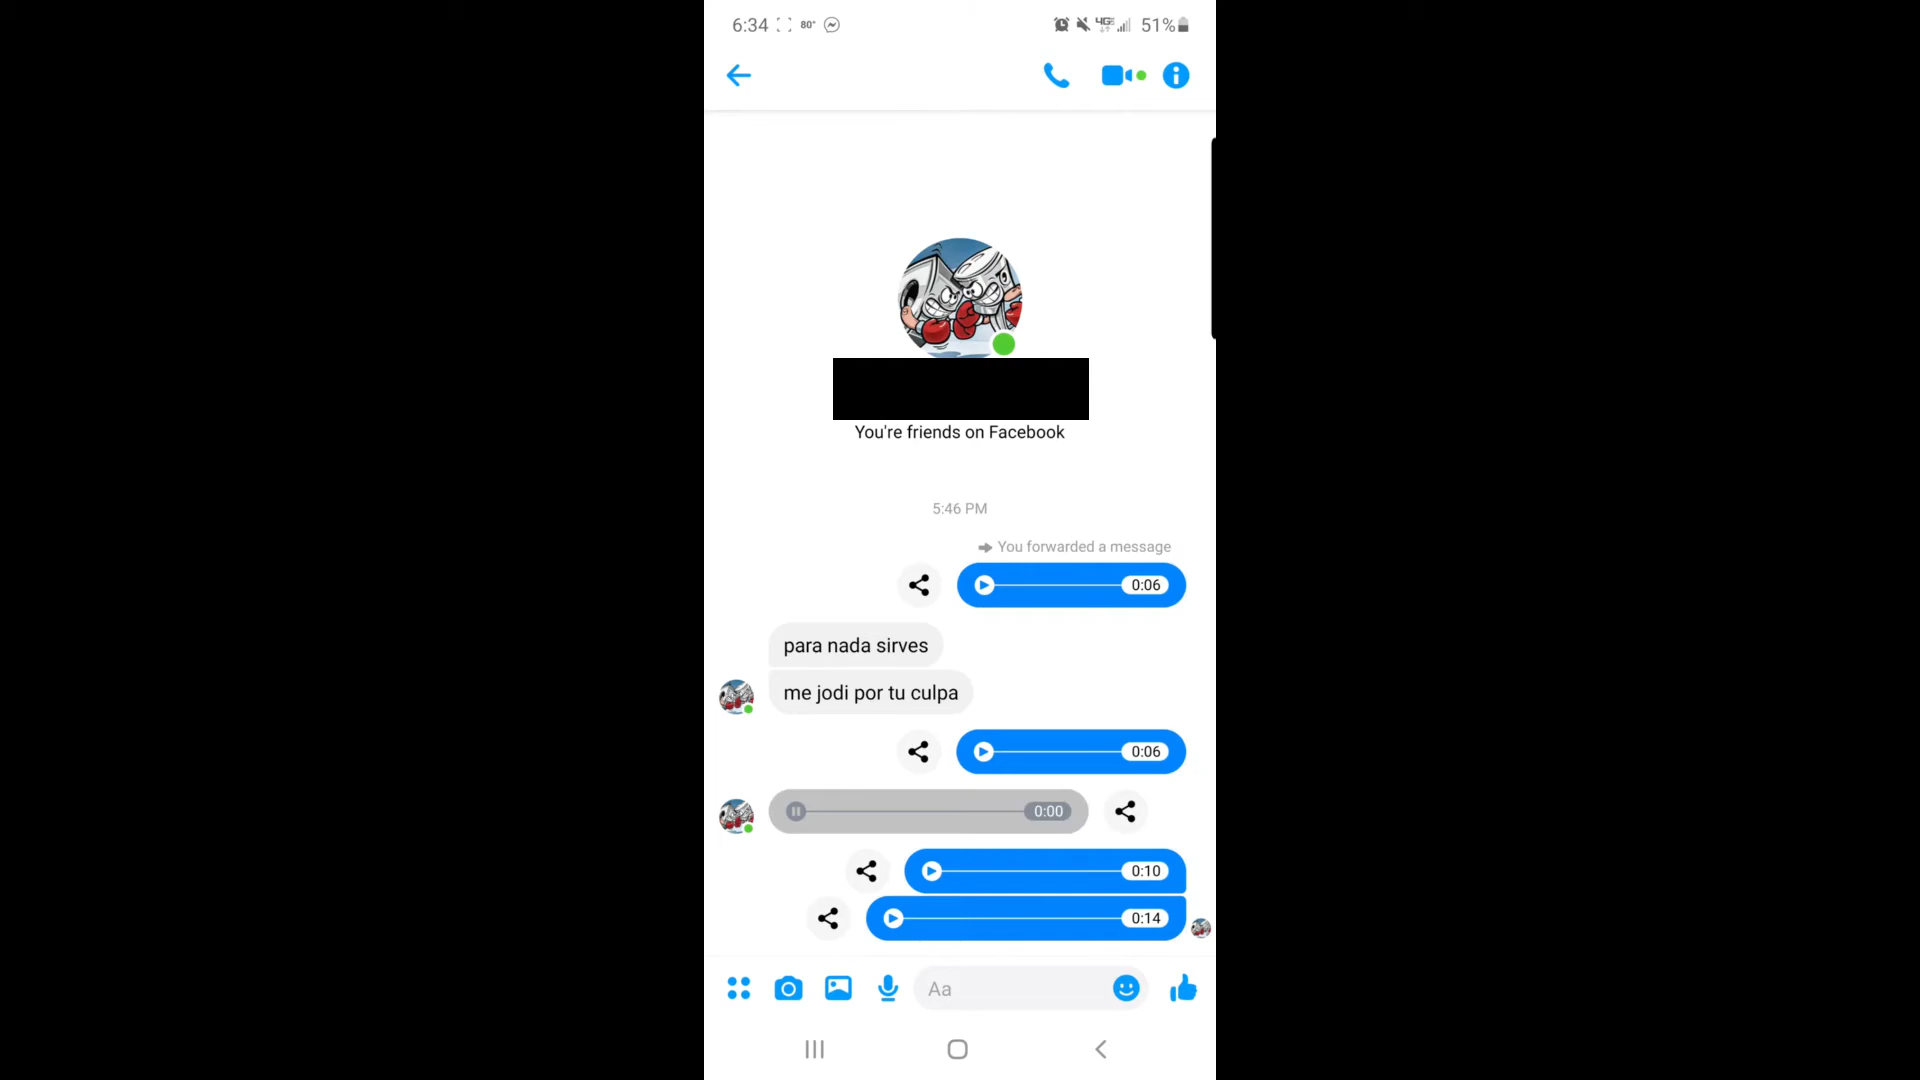 6:34 80° 4GE 51%
You're friends on Facebook
5:46 PM
You forwarded a message
0:06
para nada sirves
me jodi por tu culpa
0:06
0:00
0:10
0:14
Aa